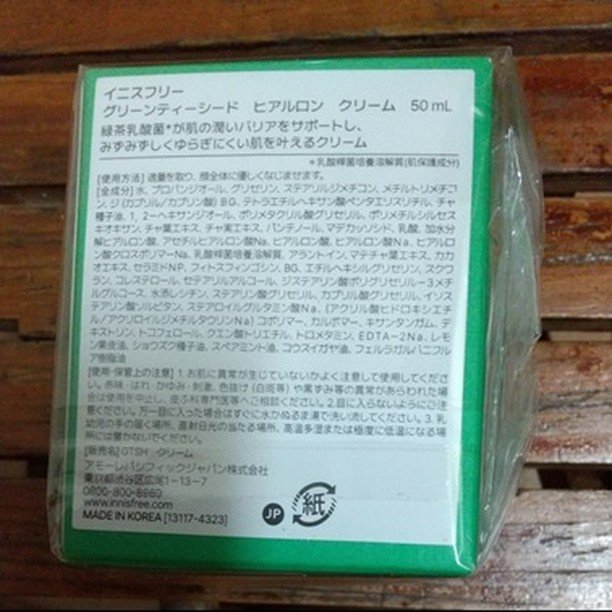 イニスフリー
グリーンティーシード ヒアルロン クリーム 50 mL
緑茶乳酸菌*が肌の潤いバリアをサポートし、
みずみずしくゆらぎにくい肌を叶えるクリーム
*乳酸桿菌培養溶解質(肌保護成分)
[使用方法] 適量を取り、顔全体に優しくなじませます。
[全成分] 水、プロパンジオール、グリセリン、ステアリルジメチコン、メチルトリメチコ
ン、ジ(カプリル/カプリン酸)BG、テトラエチルヘキサン酸ペンタエリスリチル、チャ
種子油、1,2-ヘキサンジオール、ポリメタクリル酸グリセリル、ポリメチルシルセス
キオキサン、チャ葉エキス、チャ実エキス、パンテノール、マデカッソシド、乳酸、加水分
解ヒアルロン酸、アセチルヒアルロン酸Na、ヒアルロン酸、ヒアルロン酸Na、ヒアルロ
ン酸クロスポリマーNa、乳酸桿菌培養溶解質、アラントイン、マテチャ葉エキス、カカ
オエキス、セラミドNP、フィトスフィンゴシン、BG、エチルヘキシルグリセリン、スクワ
ラン、コレステロール、セテアリルアルコール、ジステアリン酸ポリグリセリル-3メチ
ルグルコース、水添レシチン、ステアリン酸グリセリル、カプリル酸グリセリル、イソス
テアリン酸ソルビタン、ステアロイルグルタミン酸Na、(アクリル酸ヒドロキシエチ
ル/アクリロイルジメチルタウリンNa)コポリマー、カルボマー、キサンタンガム、デ
キストリン、トコフェロール、クエン酸トリエチル、トロメタミン、EDTA-2Na、レモ
ン果皮油、ショウズク種子油、スペアミント油、コウスイガヤ油、フェルラガルバニフル
ア樹脂油
[使用・保管上の注意] 1.お肌に異常が生じていないかよく注意して使用してくださ
い。赤味・はれ・かゆみ・刺激、色抜け(白斑等)や黒ずみ等の異常があらわれた場合
は使用を中止し、皮ふ科専門医等へご相談ください。2.目に入らないようにご注
意ください。万一目に入った場合はすぐに水かぬるま湯で洗い流してください。3.乳
幼児の手の届く場所、直射日光の当たる場所、高温多湿または極度に低温になる場
所には置かないでください。
[販売名] GTSH クリーム
アモーレパシフィックジャパン株式会社
東京都渋谷区広尾1-13-7
0800-800-8969
www.innisfree.com
MADE IN KOREA [13117-4323]
JP
紙